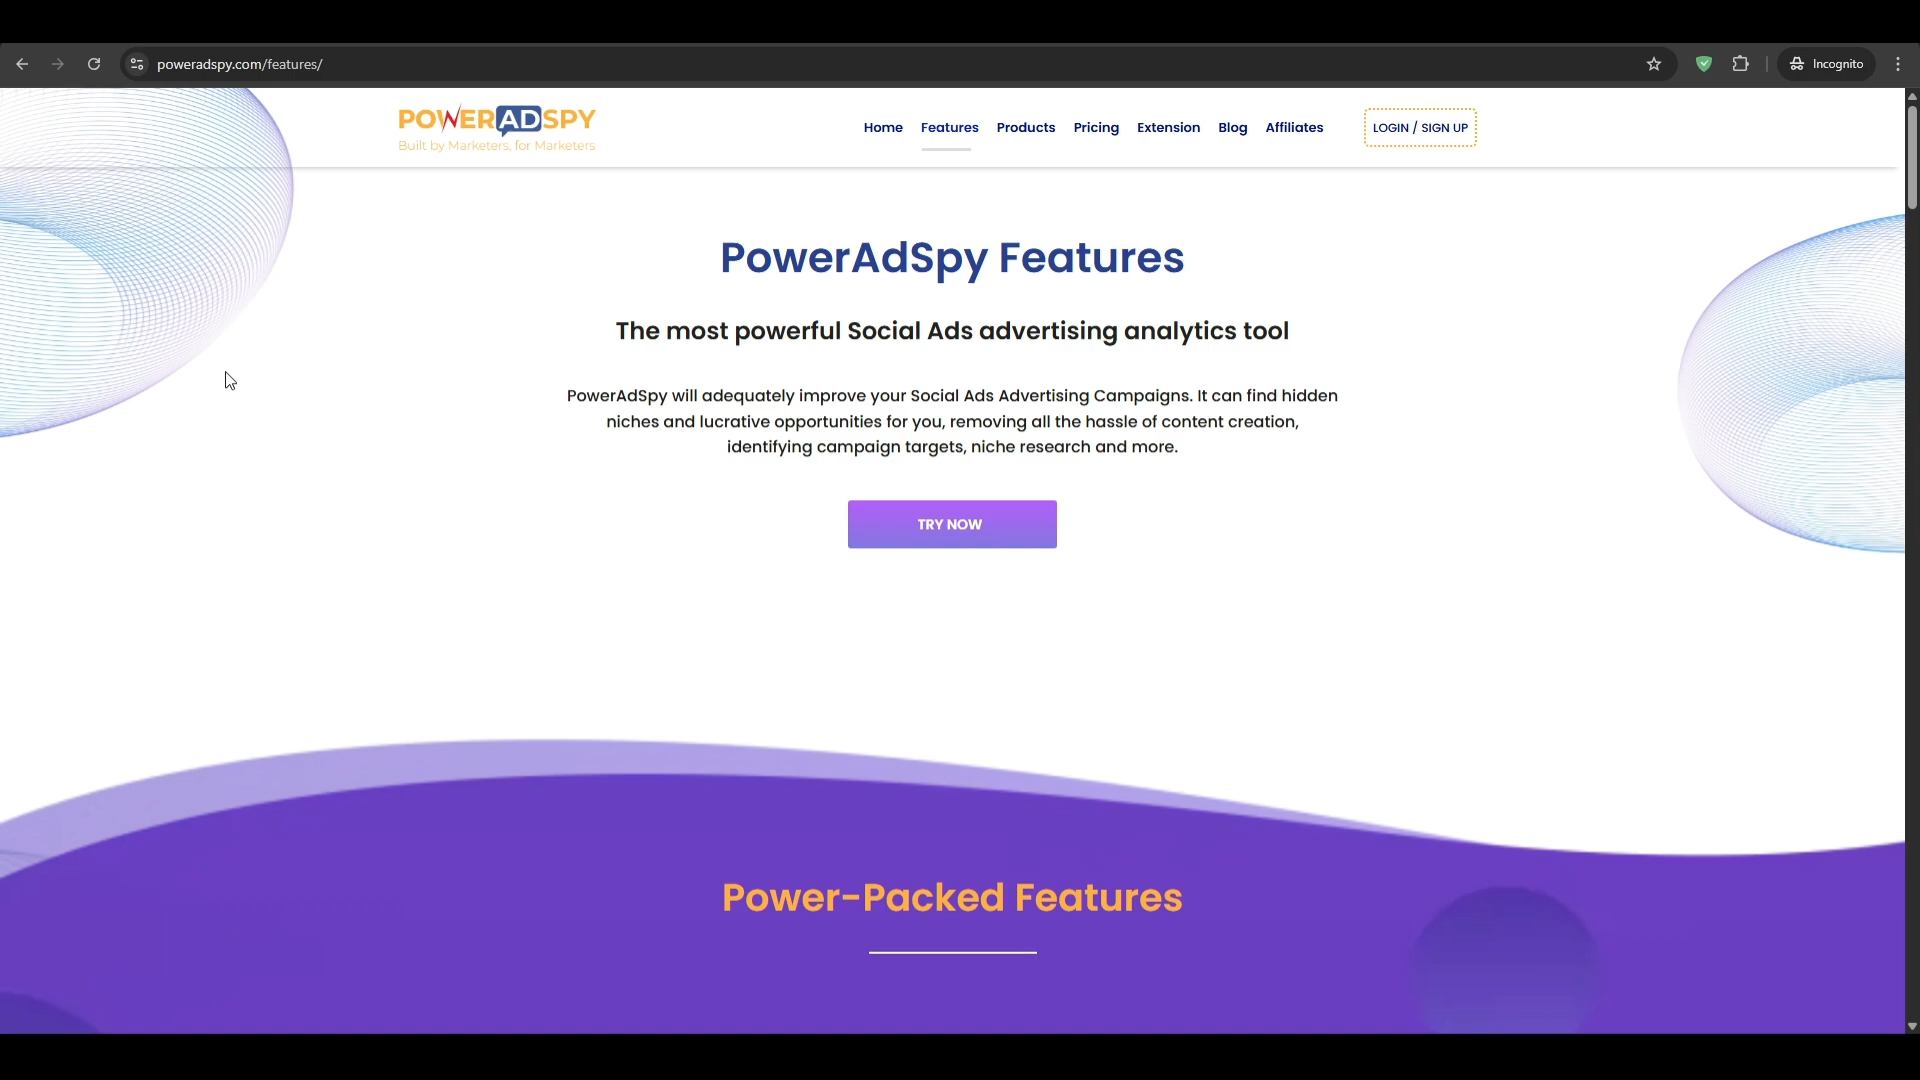 poweradspy.com/features/
Incognito
POWERADSPY
Built by Marketers, for Marketers
Home Features Products Pricing Extension Blog Affiliates LOGIN / SIGN UP
PowerAdSpy Features
The most powerful Social Ads advertising analytics tool
PowerAdSpy will adequately improve your Social Ads Advertising Campaigns. It can find hidden
niches and lucrative opportunities for you, removing all the hassle of content creation,
identifying campaign targets, niche research and more.
TRY NOW
Power-Packed Features